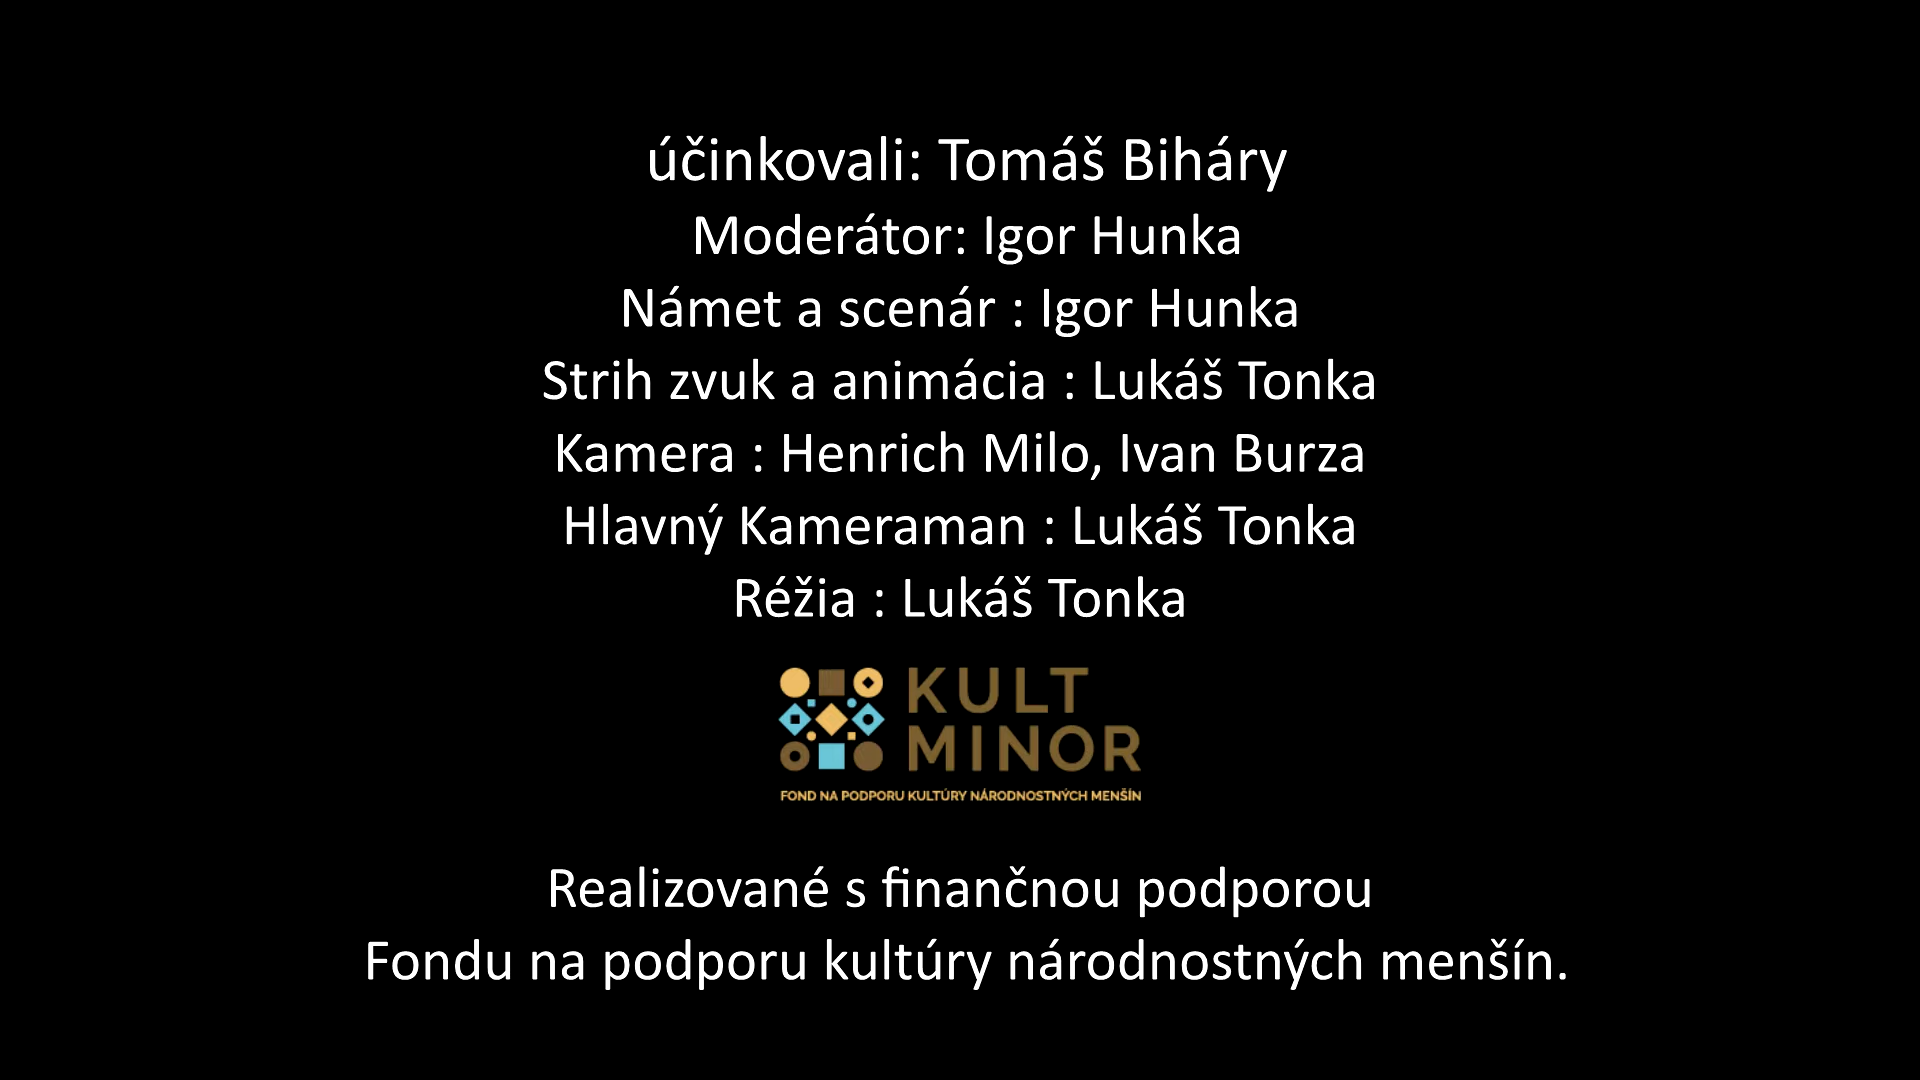 účinkovali: Tomáš Biháry
Moderátor: Igor Hunka
Námet a scenár : Igor Hunka
Strih zvuk a animácia : Lukáš Tonka
Kamera : Henrich Milo, Ivan Burza
Hlavný Kameraman : Lukáš Tonka
Réžia : Lukáš Tonka
KULT
MINOR
FOND NA PODPORU KULTÚRY NÁRODNOSTNÝCH MENŠÍN
Realizované s finančnou podporou
Fondu na podporu kultúry národnostných menšín.